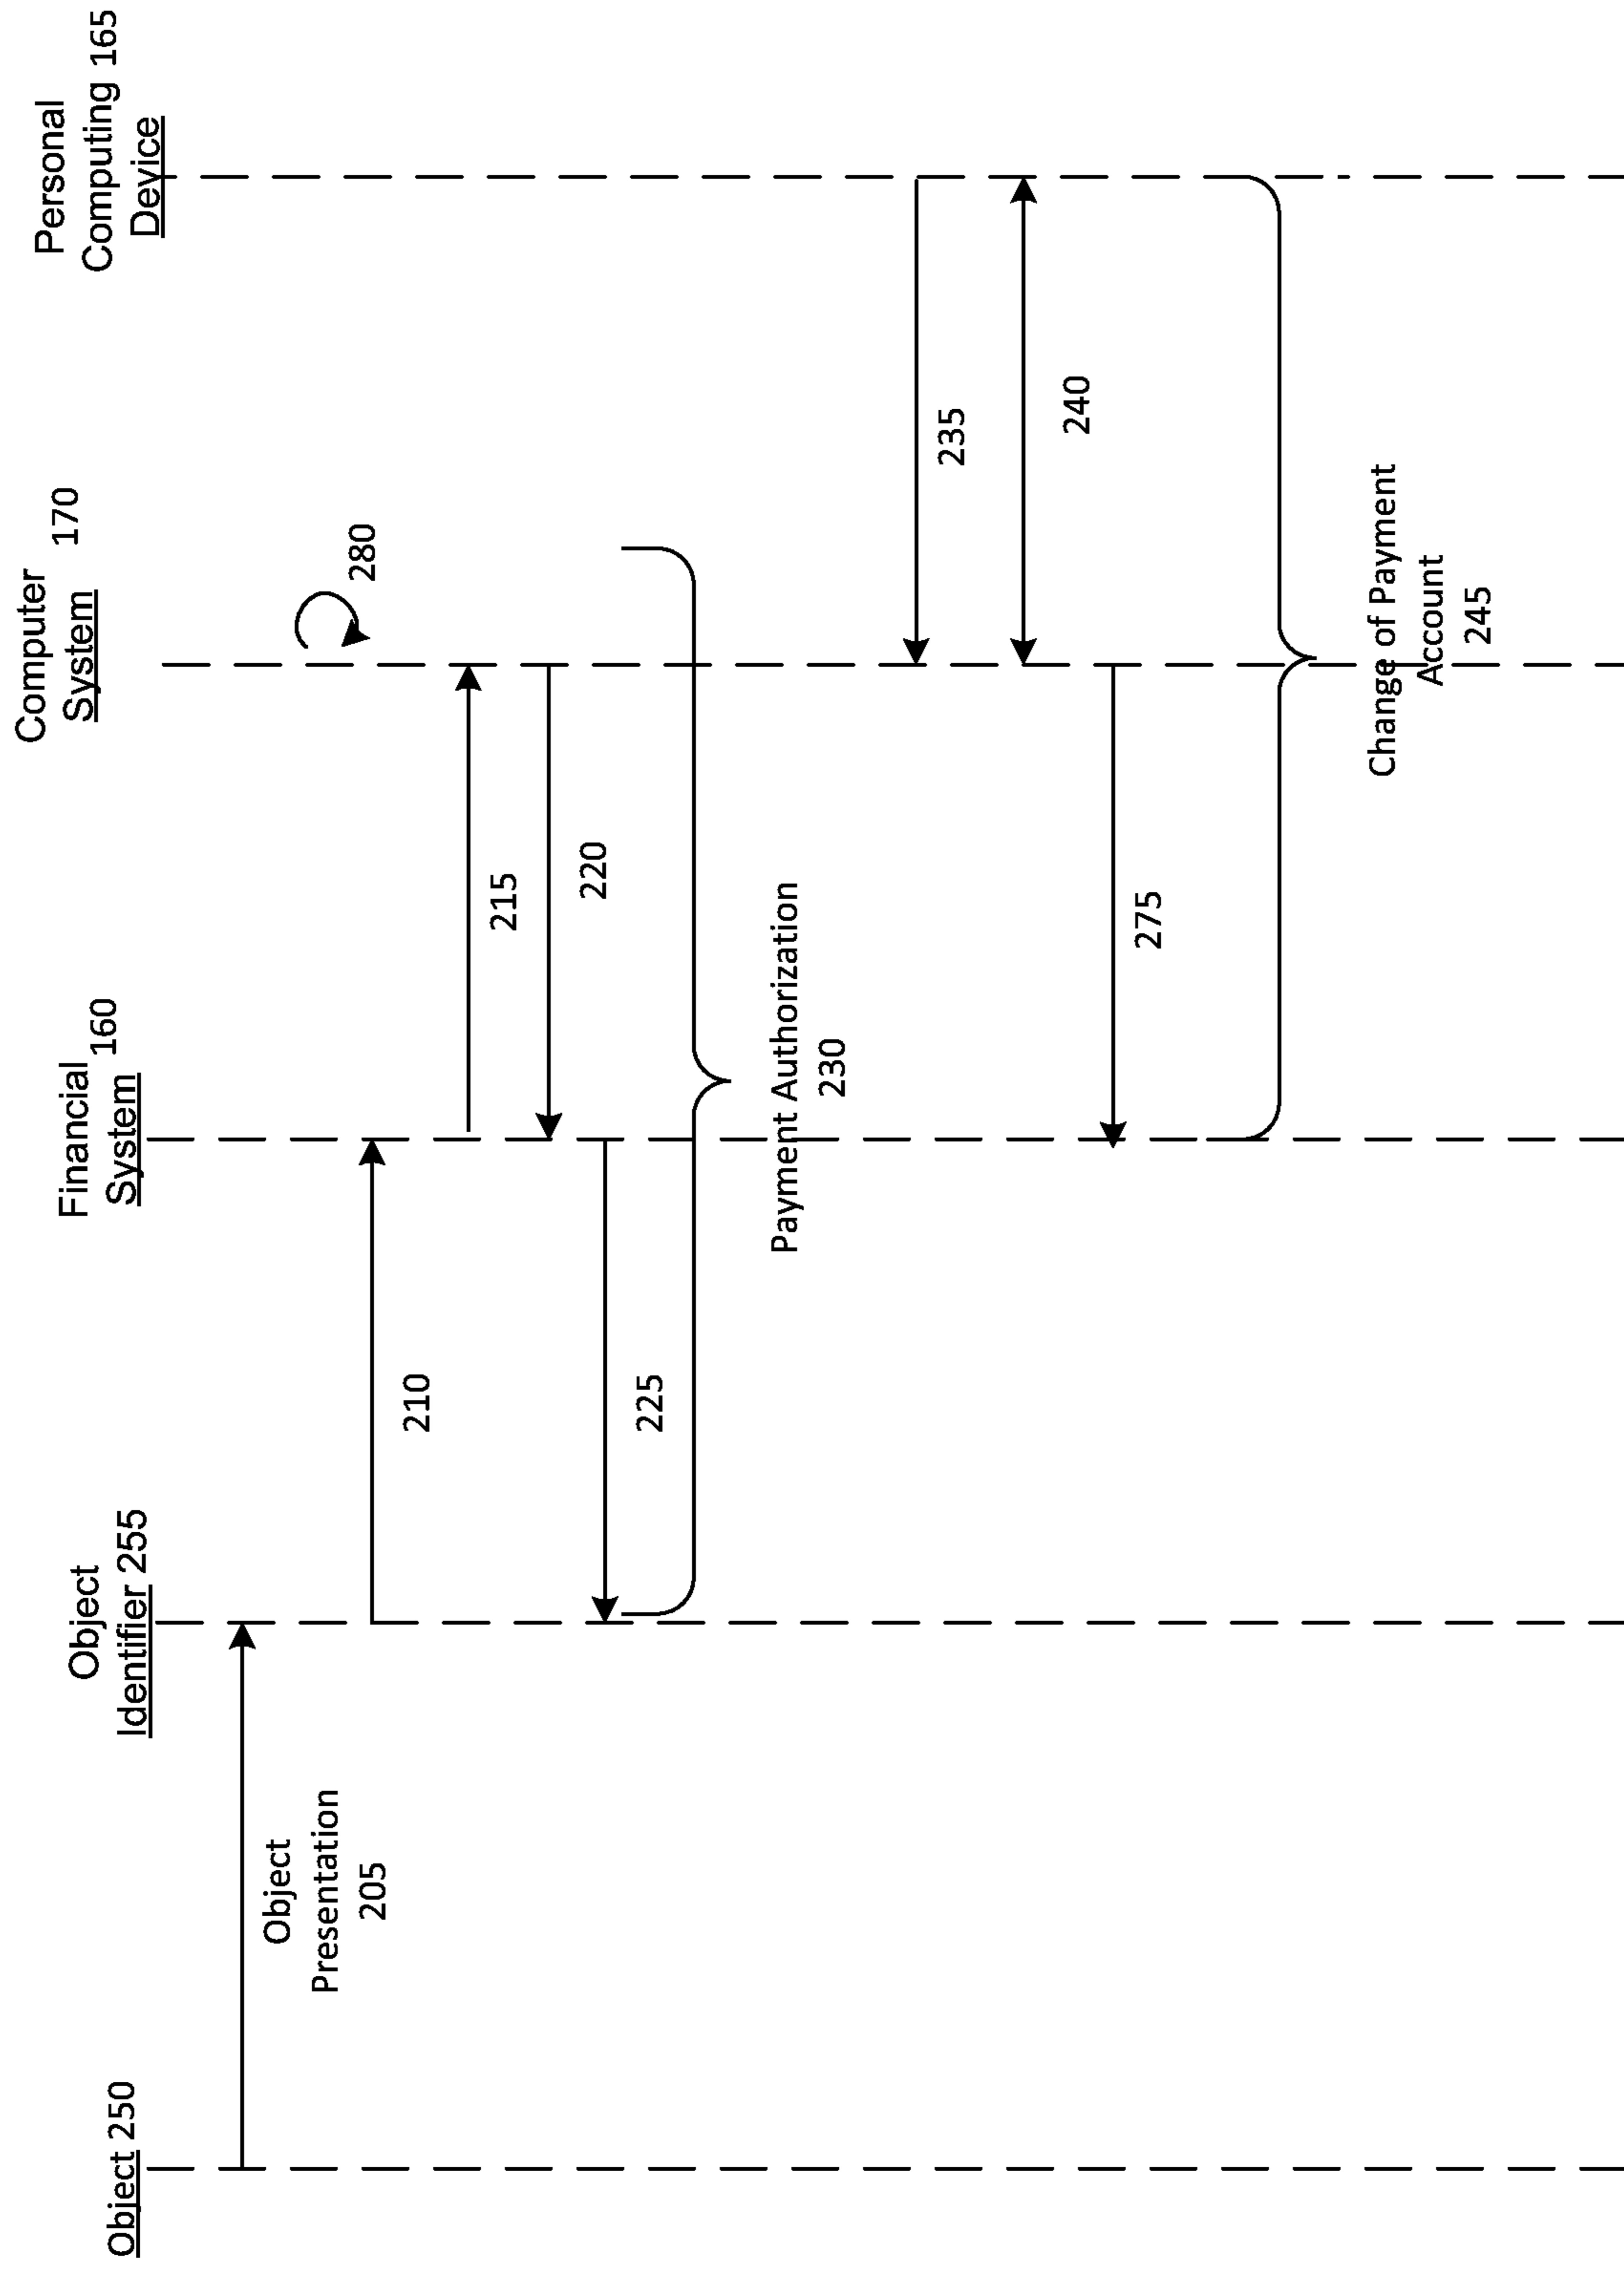 Object 250
Object
Identifier 255
Financial
System 160
Computer
System 170
Personal
Computing 165
Device
Object
Presentation
205
280
210
215
220
225
Payment Authorization
230
235
240
275
Change of Payment
Account
245